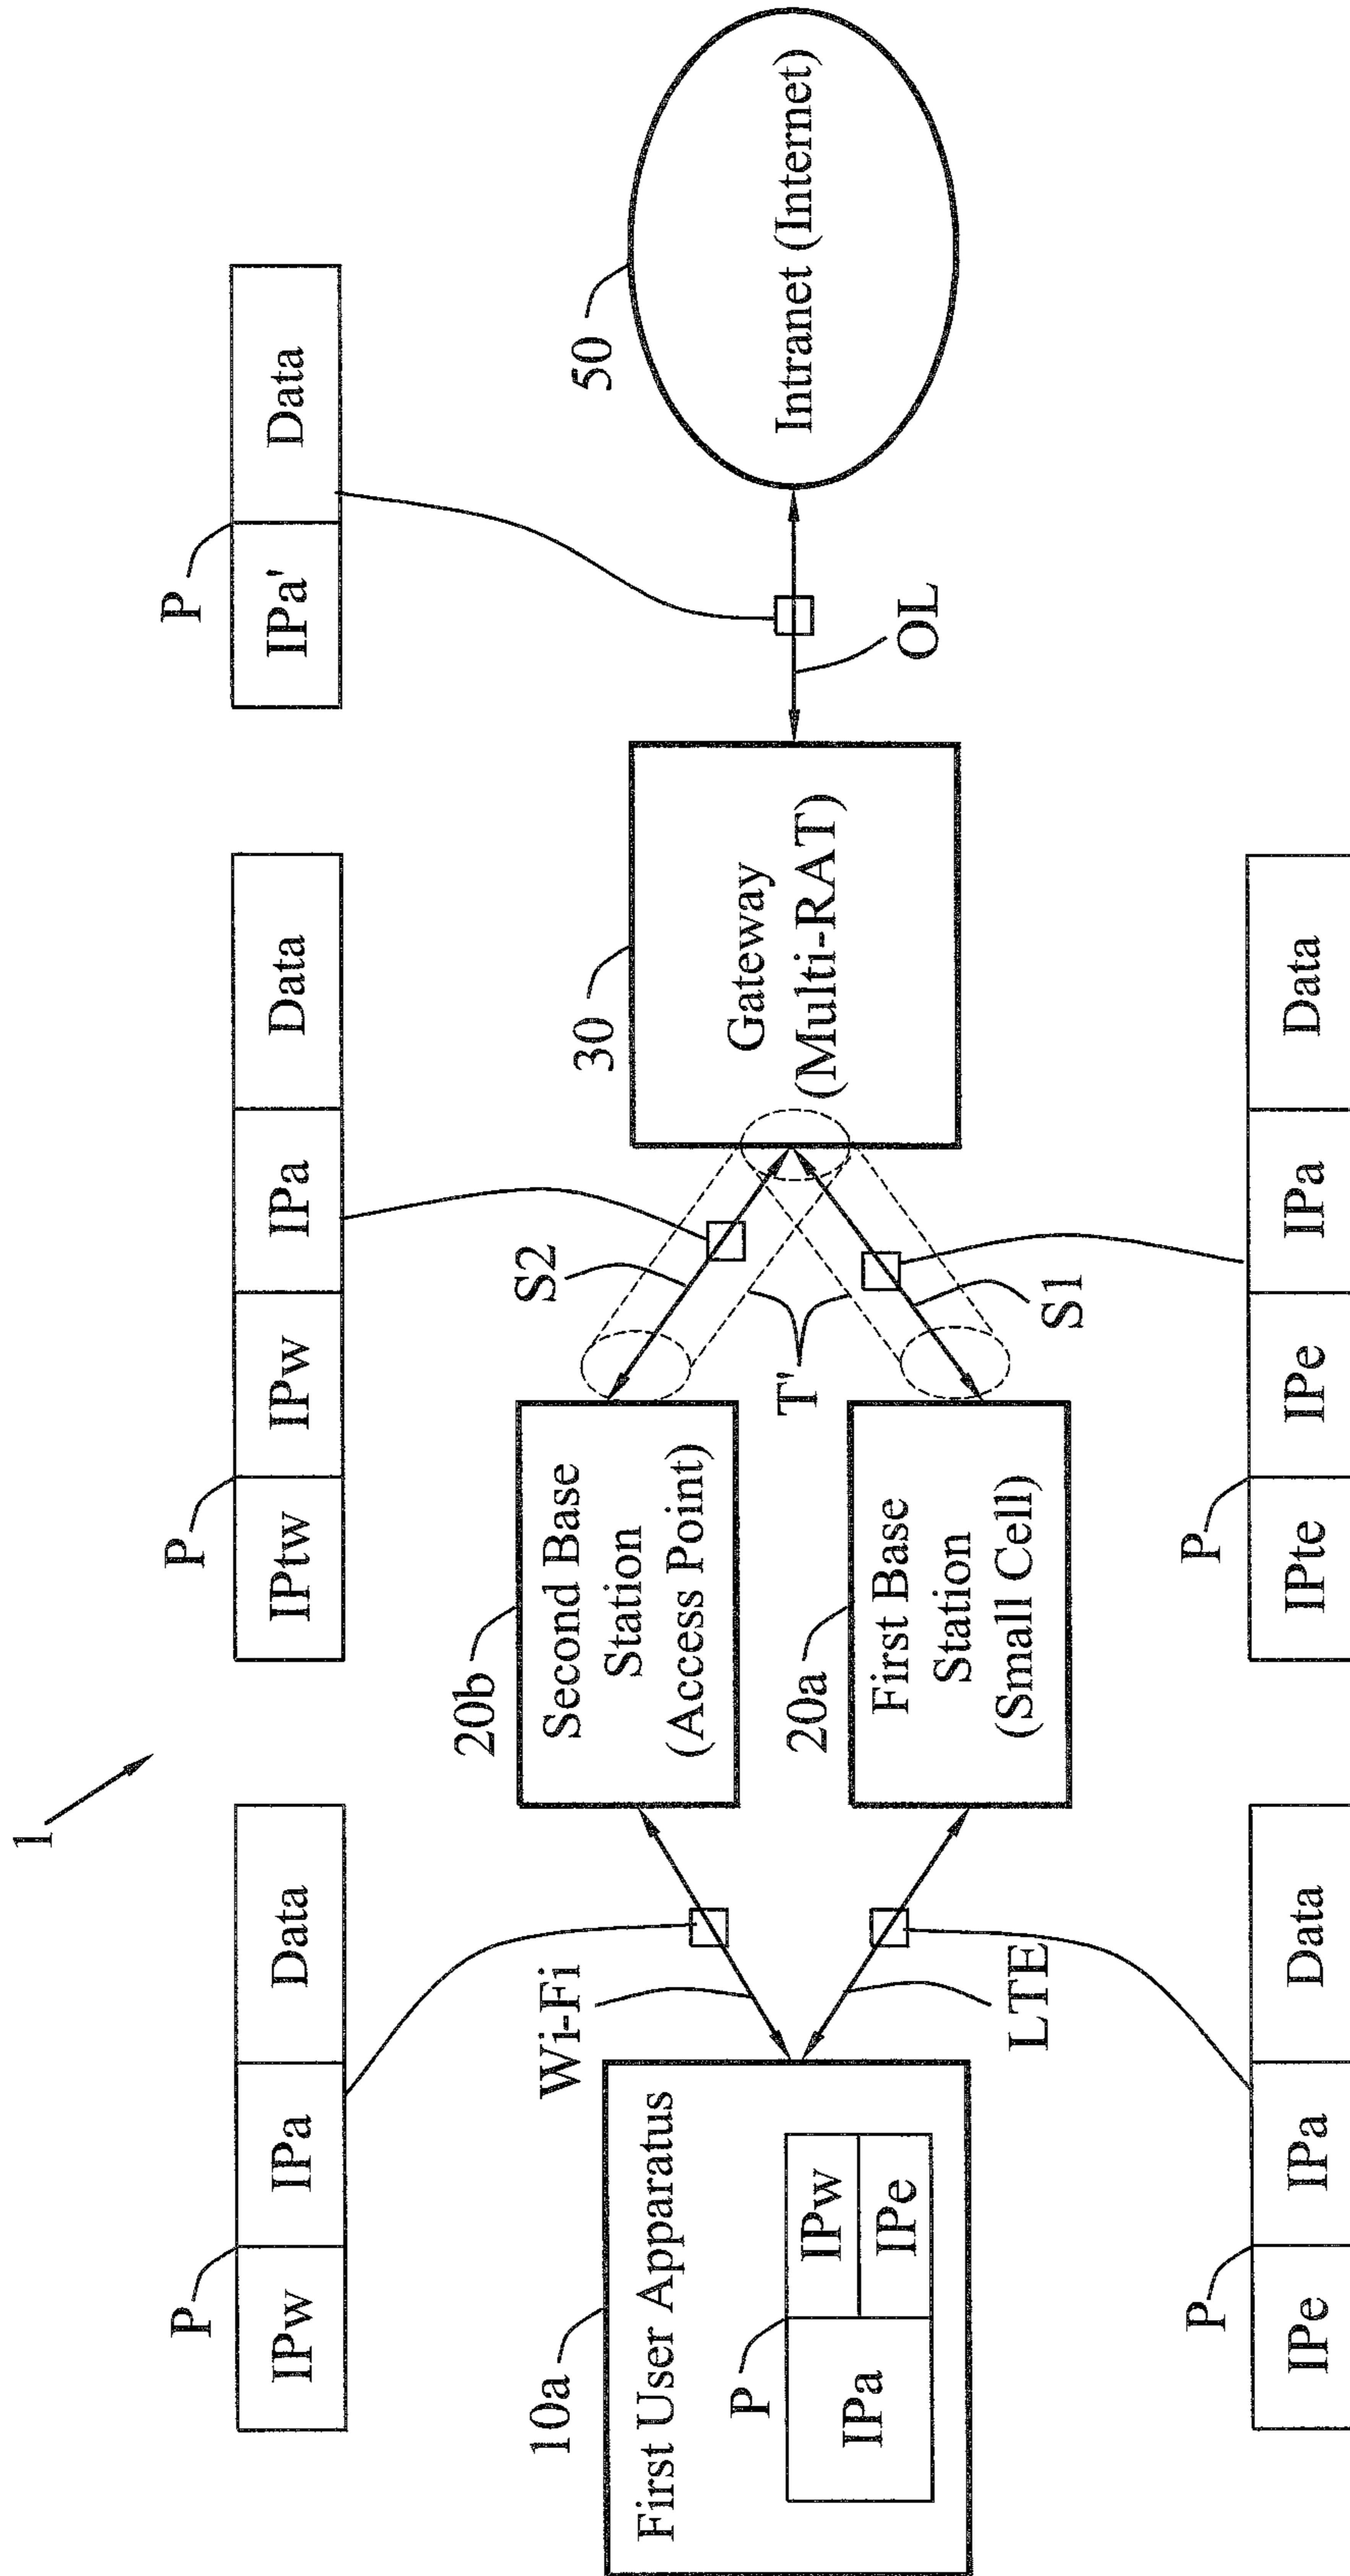 1
P
IPw
IPa
Data
P
IPtw
IPw
IPa
Data
P
IPa'
Data
10a
First User Apparatus
P
IPa
IPw
IPe
Wi-Fi
LTE
20b
Second Base
Station
(Access Point)
20a
First Base
Station
(Small Cell)
S2
T'
S1
30
Gateway
(Multi-RAT)
OL
50
Intranet (Internet)
P
IPe
IPa
Data
P
IPte
IPe
IPa
Data